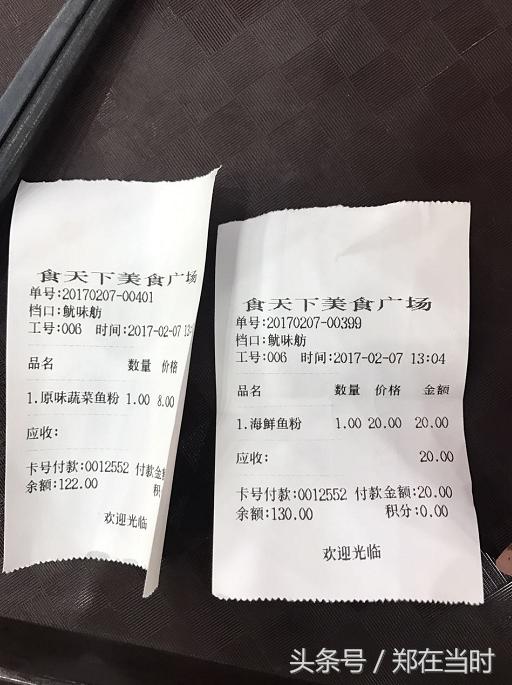 食天下美食广场
单号:20170207-00401
档口:鱿味舫
工号:006 时间:2017-02-07 13:
品名 数量 价格
1.原味蔬菜鱼粉 1.00 8.00
应收:
卡号付款:0012552 付款金
余额:122.00 积
欢迎光临
食天下美食广场
单号:20170207-00399
档口:鱿味舫
工号:006 时间:2017-02-07 13:04
品名 数量 价格 金额
1.海鲜鱼粉 1.00 20.00 20.00
应收: 20.00
卡号付款:0012552 付款金额:20.00
余额:130.00 积分:0.00
欢迎光临
头条号 / 郑在当时